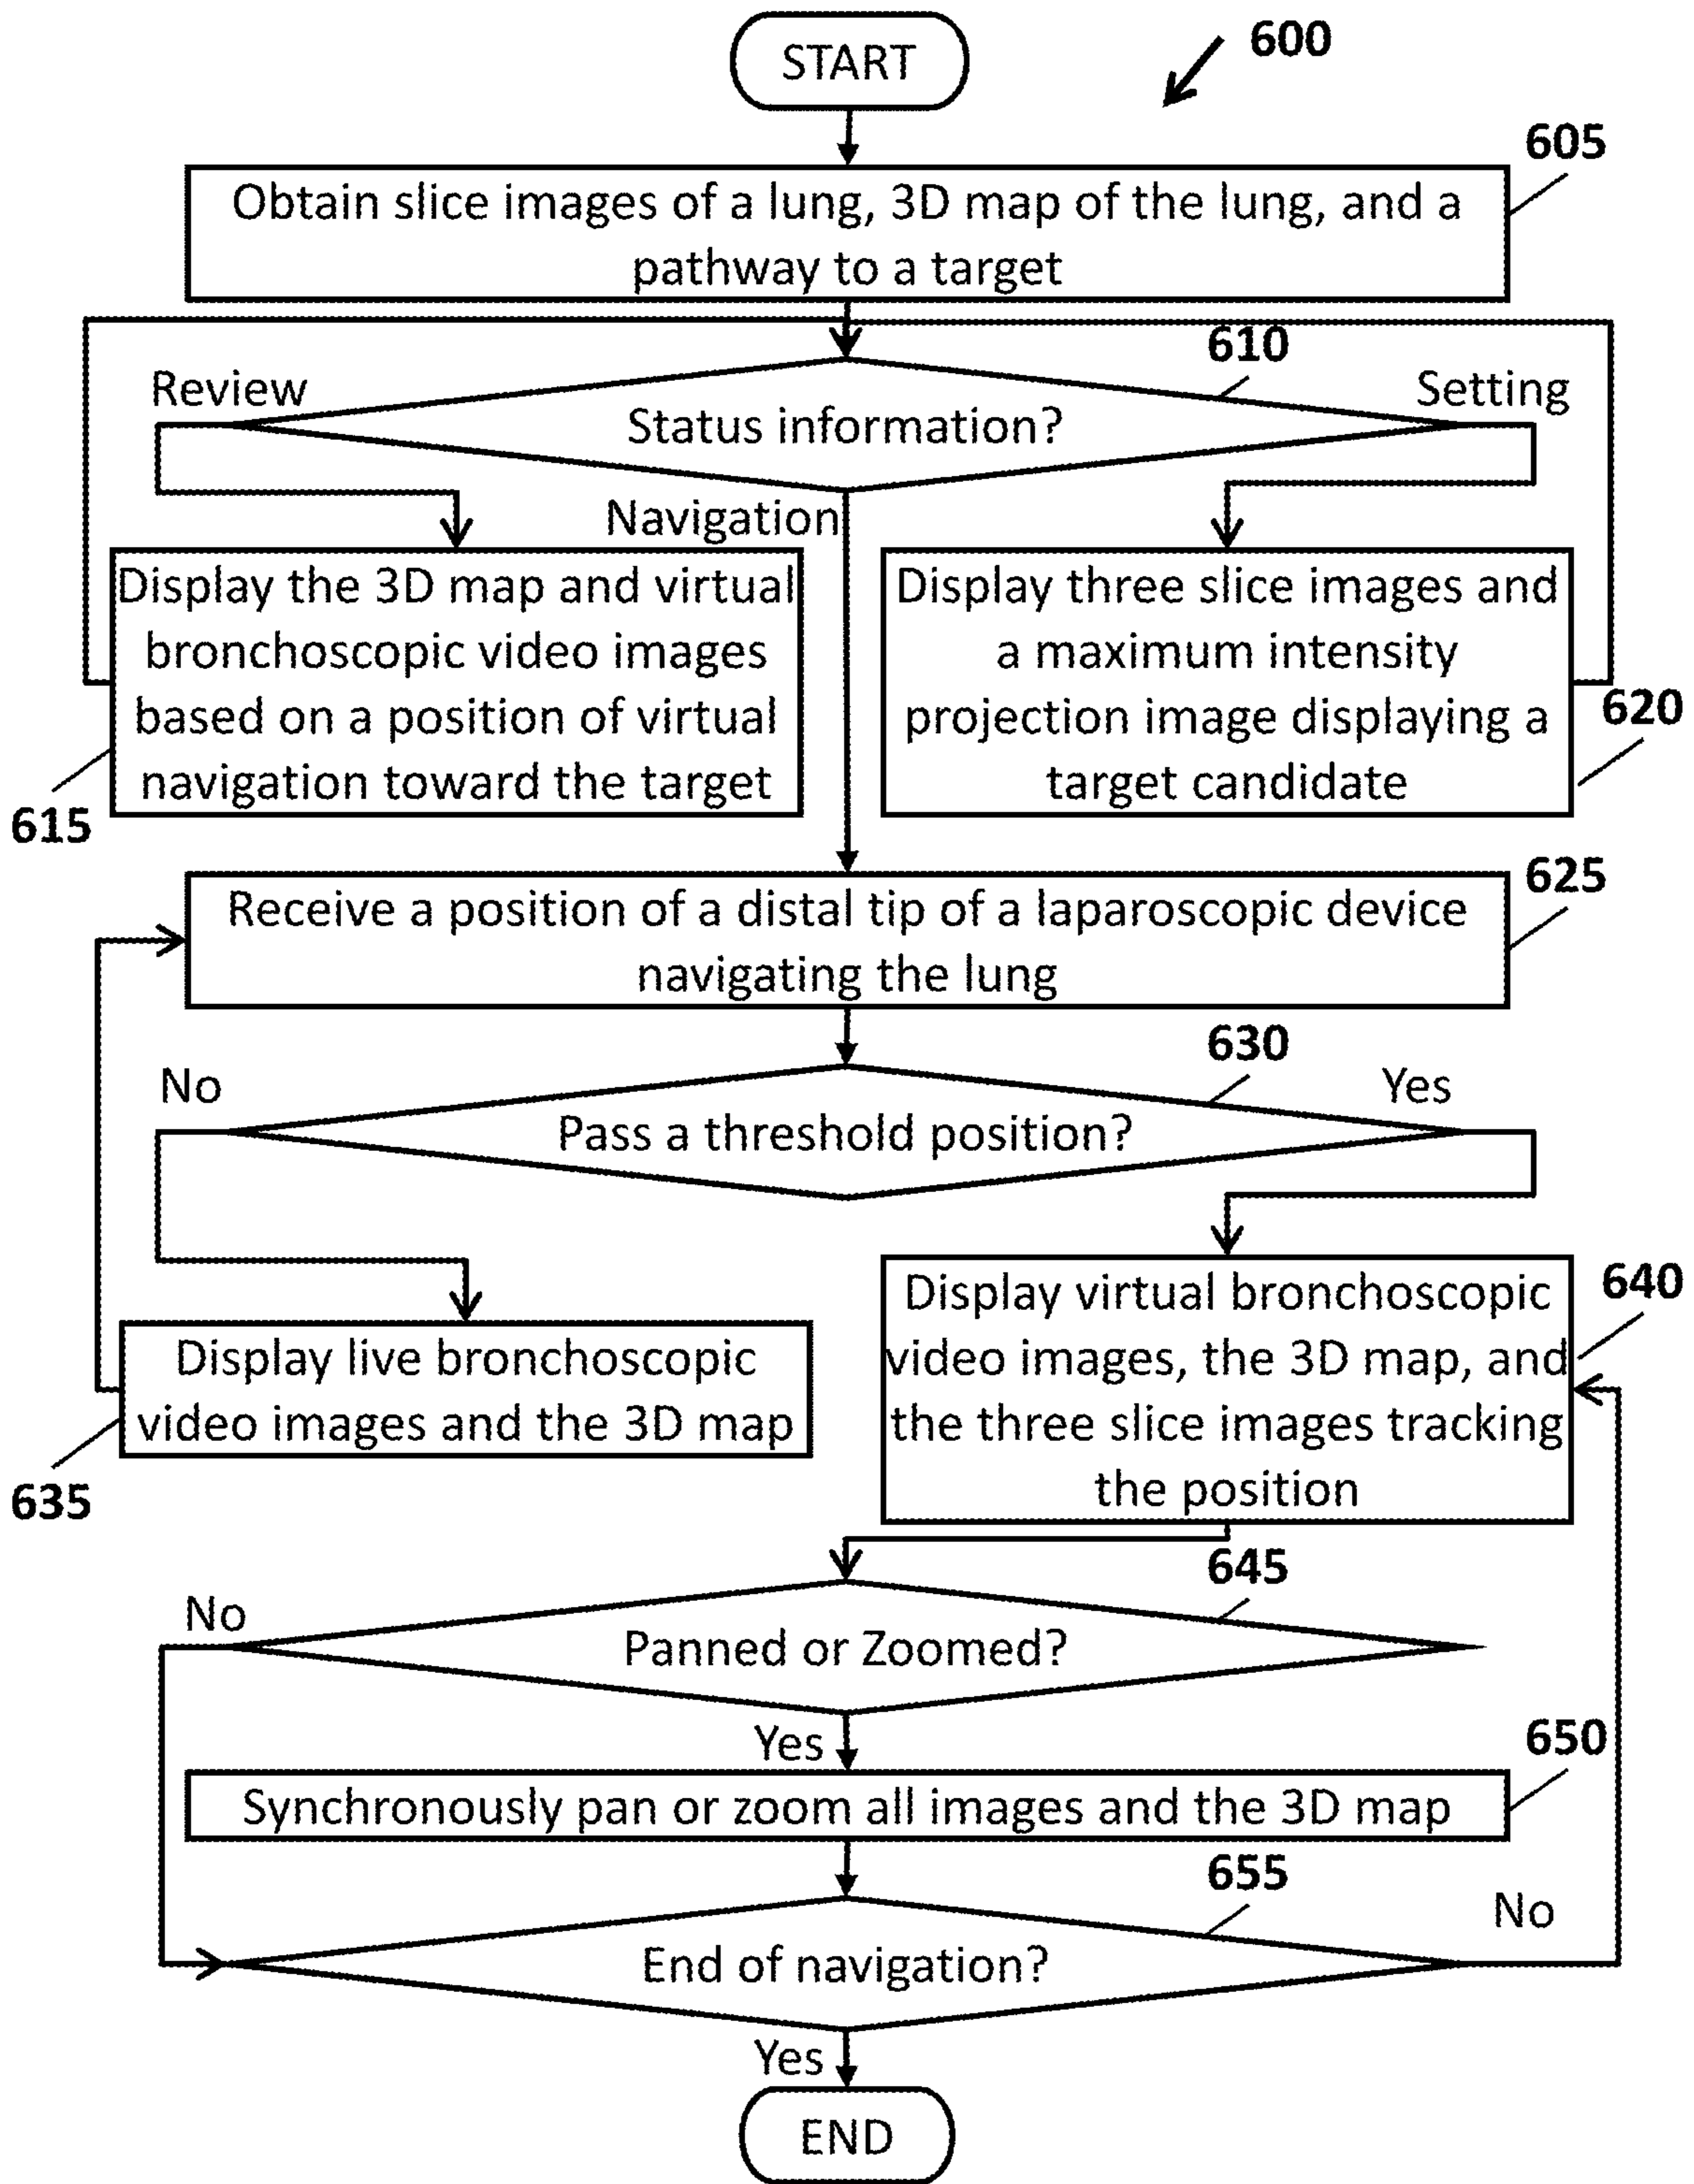 START
600
605
Obtain slice images of a lung, 3D map of the lung, and a
pathway to a target
610
Review
Setting
Status information?
Navigation
Display the 3D map and virtual
bronchoscopic video images
based on a position of virtual
navigation toward the target
615
Display three slice images and
a maximum intensity
projection image displaying a
target candidate
620
625
Receive a position of a distal tip of a laparoscopic device
navigating the lung
630
No
Yes
Pass a threshold position?
Display live bronchoscopic
video images and the 3D map
635
Display virtual bronchoscopic
video images, the 3D map, and
the three slice images tracking
the position
640
645
No
Panned or Zoomed?
Yes
650
Synchronously pan or zoom all images and the 3D map
655
No
End of navigation?
Yes
END